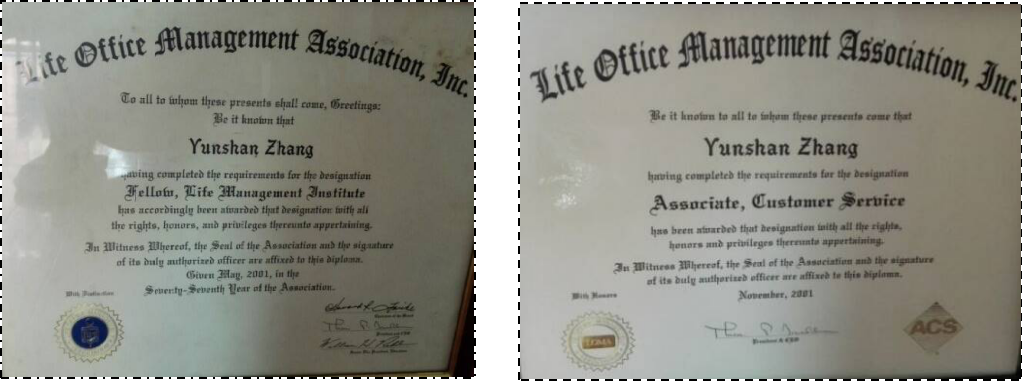 Life Office Management Association, Inc.
To all to whom these presents shall come, Greetings:
Be it known that
Yunshan Zhang
having completed the requirements for the designation
Fellow, Life Management Institute
has accordingly been awarded that designation with all
the rights, honors, and privileges thereunto appertaining.
In Witness Whereof, the Seal of the Association and the signature
of its duly authorized officer are affixed to this diploma.
Given May, 2001, in the
Seventy-Seventh Year of the Association.
With Distinction
Life Office Management Association, Inc.
Be it known to all to whom these presents come that
Yunshan Zhang
having completed the requirements for the designation
Associate, Customer Service
has been awarded that designation with all the rights,
honors and privileges thereunto appertaining.
In Witness Whereof, the Seal of the Association and the signature
of its duly authorized officer are affixed to this diploma.
November, 2001
With Honors
LOMA
President & CEO
ACS